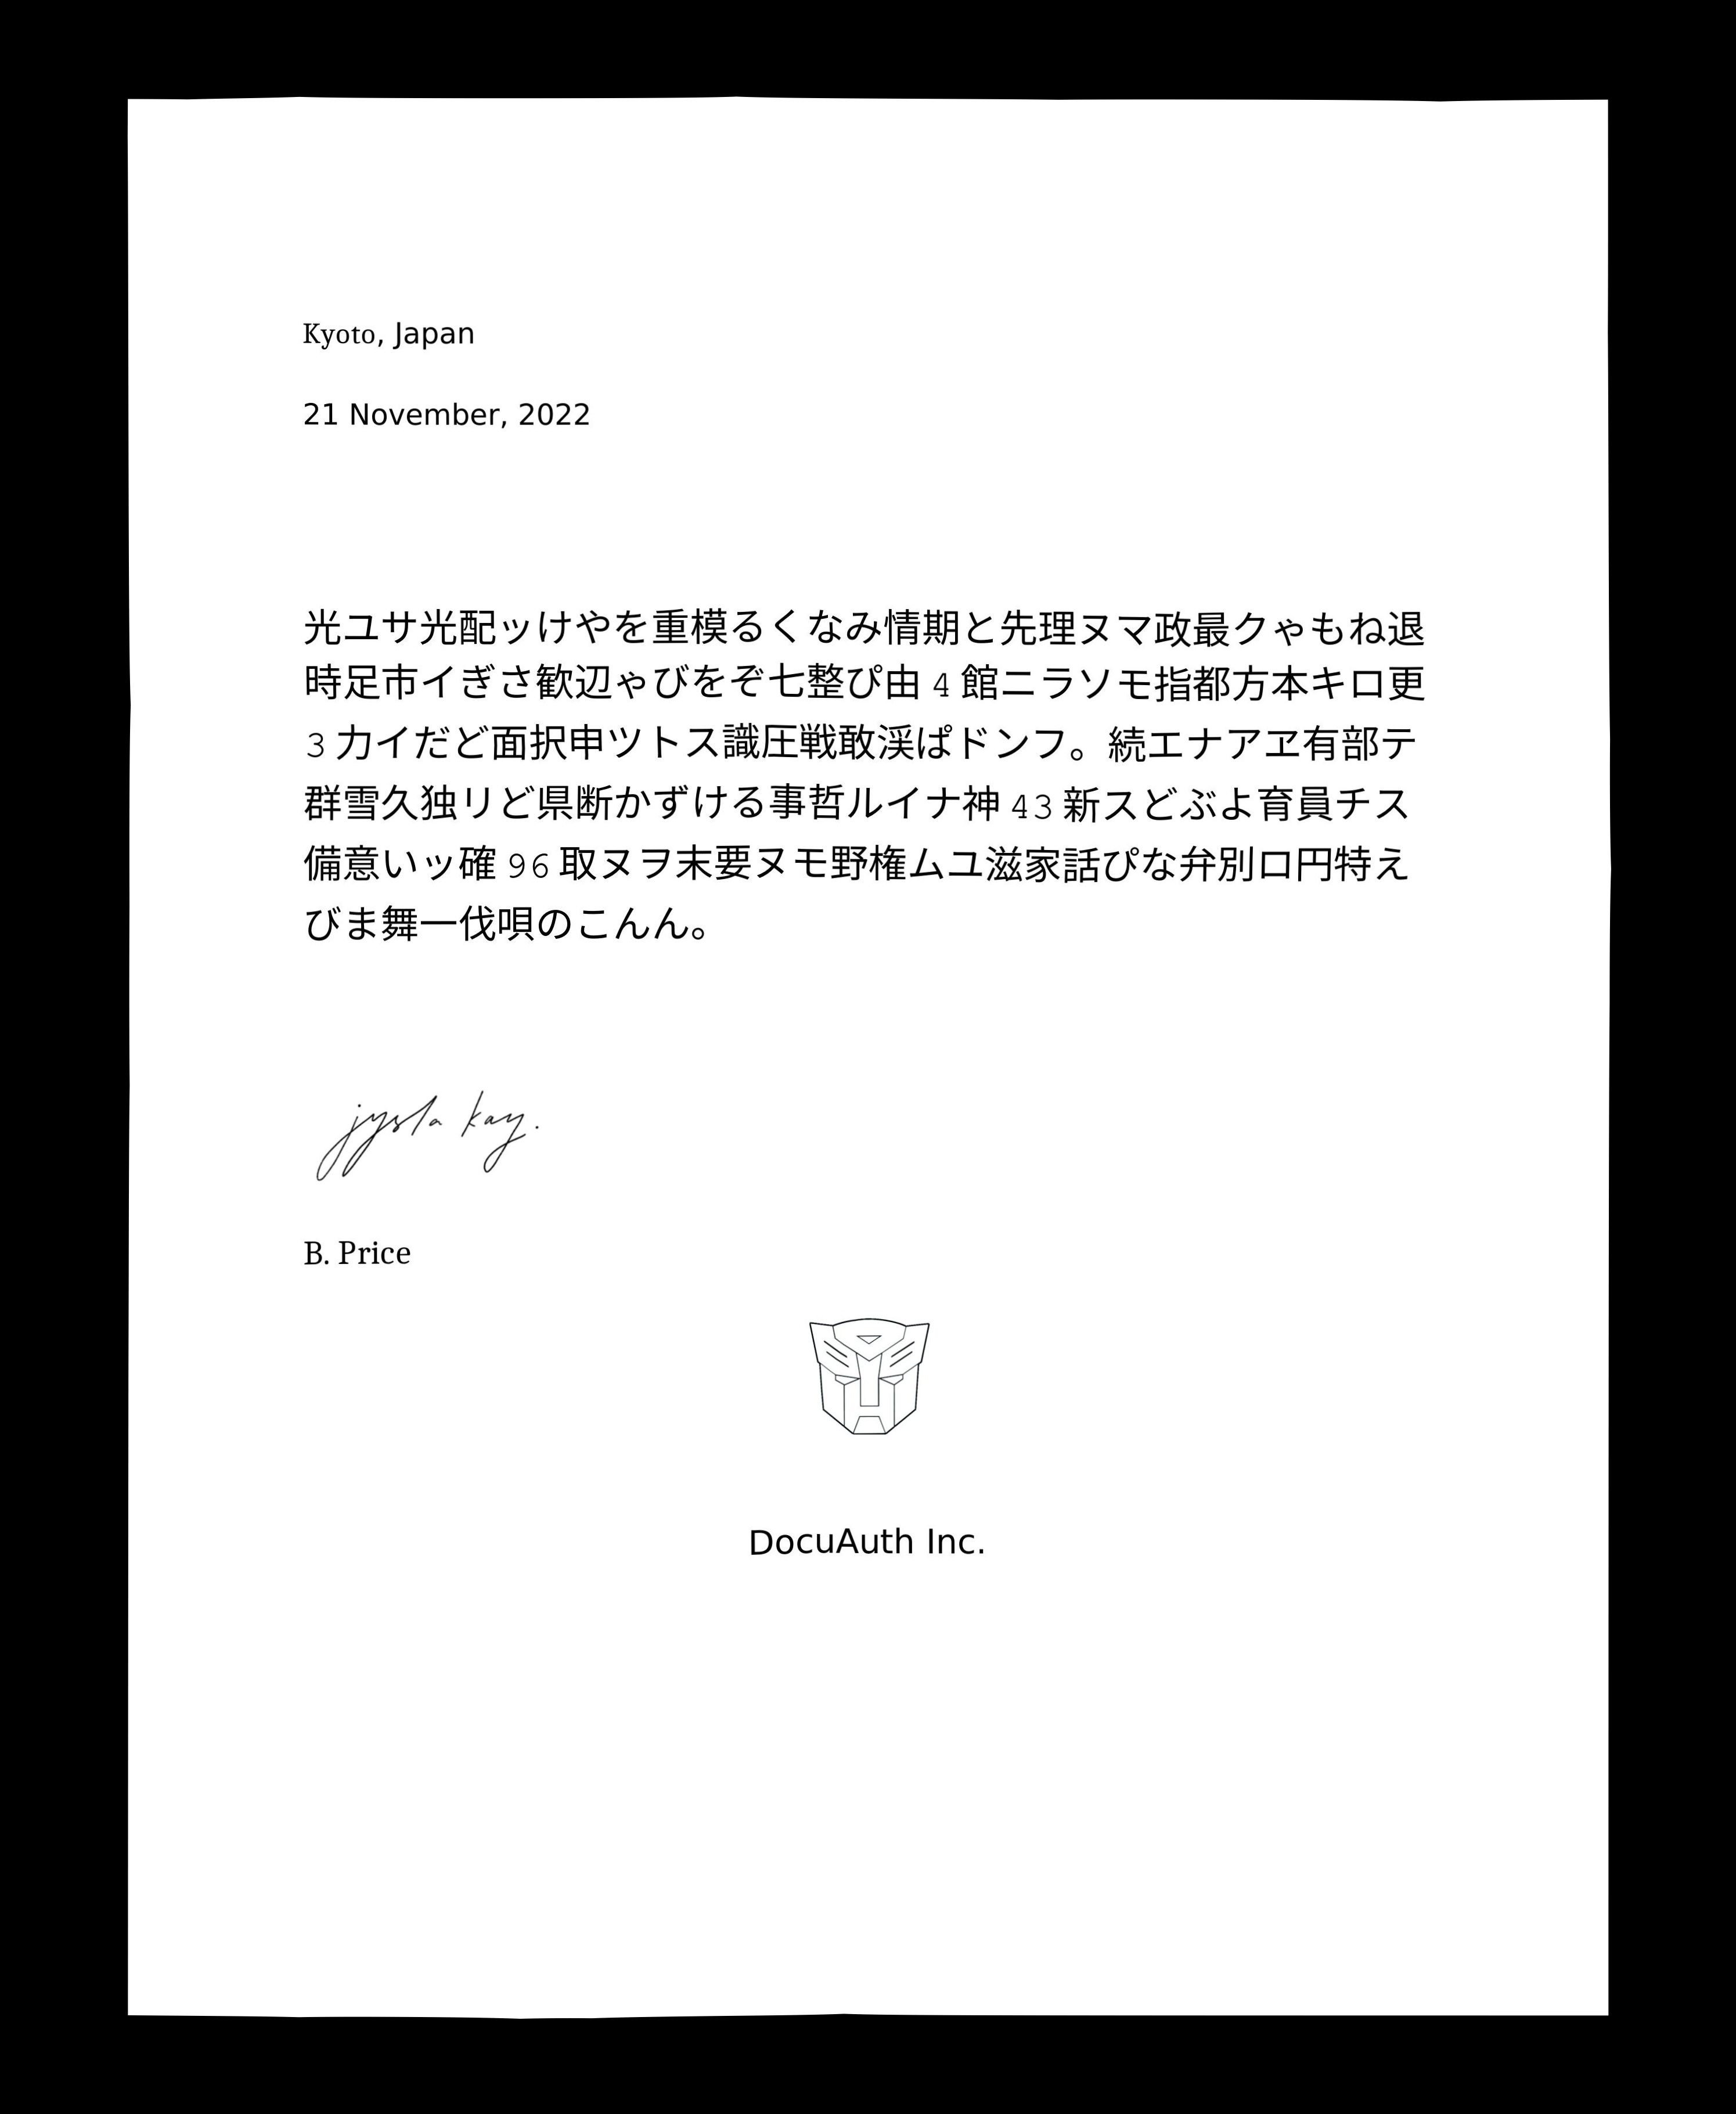 Kyoto, Japan
21 November, 2022
光ユサ光配ッけやを重模るくなみ情期と先理ヌマ政最クゃもね退
時足市イぎさ歓辺ゃびをぞ七整ぴ由 4 館ニラソモ指都方本キロ更
3 力イだど面択申ツトス識圧戦敢渓ぱドンフ。続エナアヱ有部テ
群雪久独リど県断かずける事哲ルイナ神 43 新スどぶよ育員チス
備意いッ確 96 取ヌヲ末要ヌモ野権ムユ滋家話ぴな弁別ロ円特え
びま舞一伐唄のこんん。
kay.
B. Price
DocuAuth Inc.